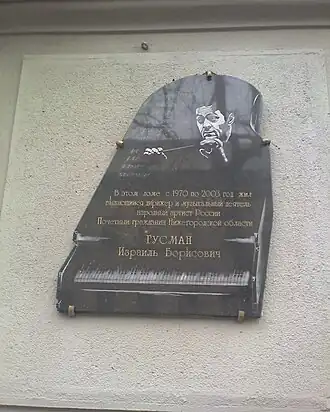 В этом доме с 1970 по 2003 год жил
выдающийся дирижер и музыкальный деятель
народный артист России
Почетный гражданин Нижегородской области
ГУСМАН
Израиль Борисович